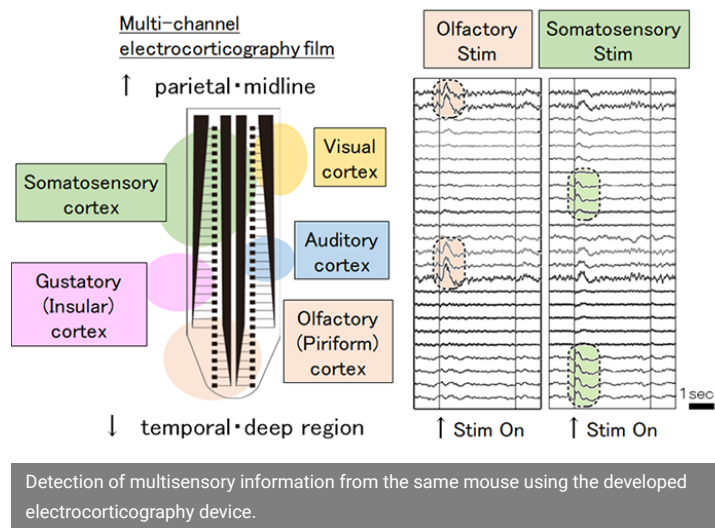 Multi-channel
electrocorticography film
↑ parietal・midline
Somatosensory
cortex
Visual
cortex
Auditory
cortex
Gustatory
(Insular)
cortex
Olfactory
(Piriform)
cortex
↓ temporal・deep region
Olfactory
Stim
Somatosensory
Stim
1sec
↑ Stim On
↑ Stim On
Detection of multisensory information from the same mouse using the developed
electrocorticography device.